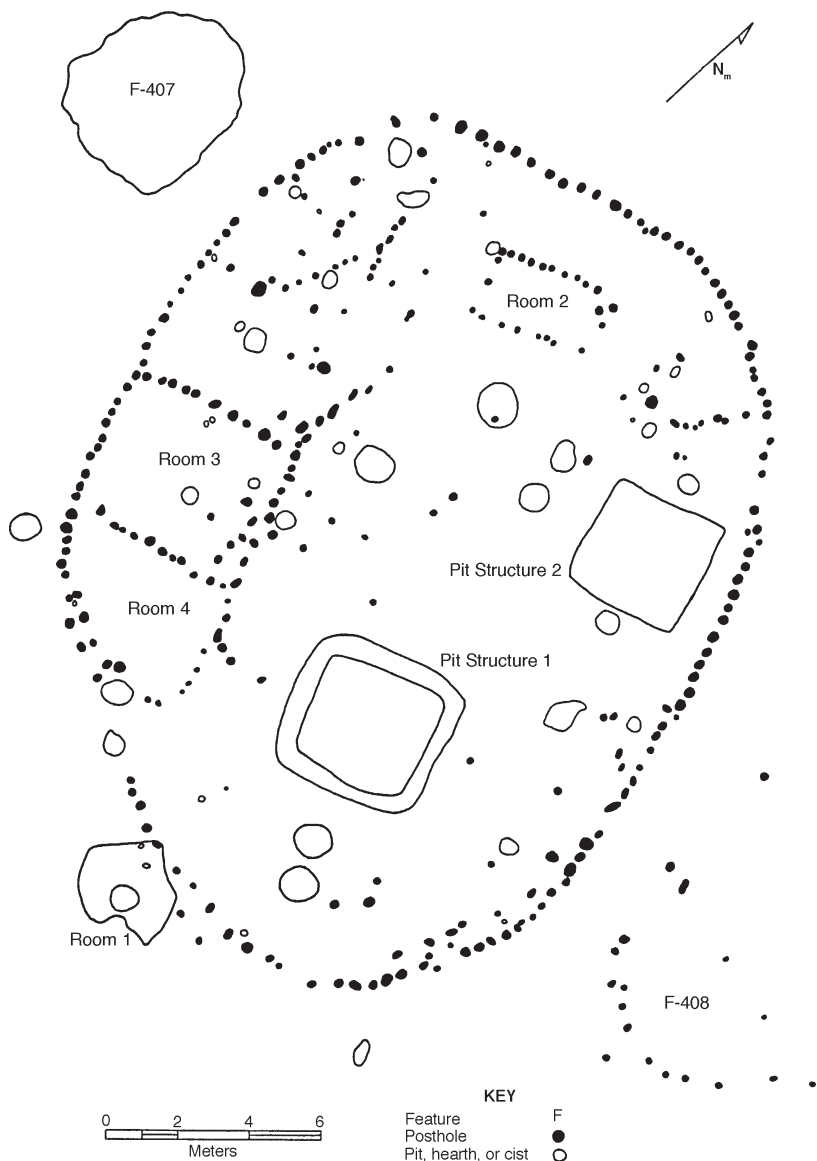 F-407
Nm
Room 2
Room 3
Pit Structure 2
Room 4
Pit Structure 1
Room 1
F-408
KEY
0 2 4 6
Meters
Feature F
Posthole
Pit, hearth, or cist